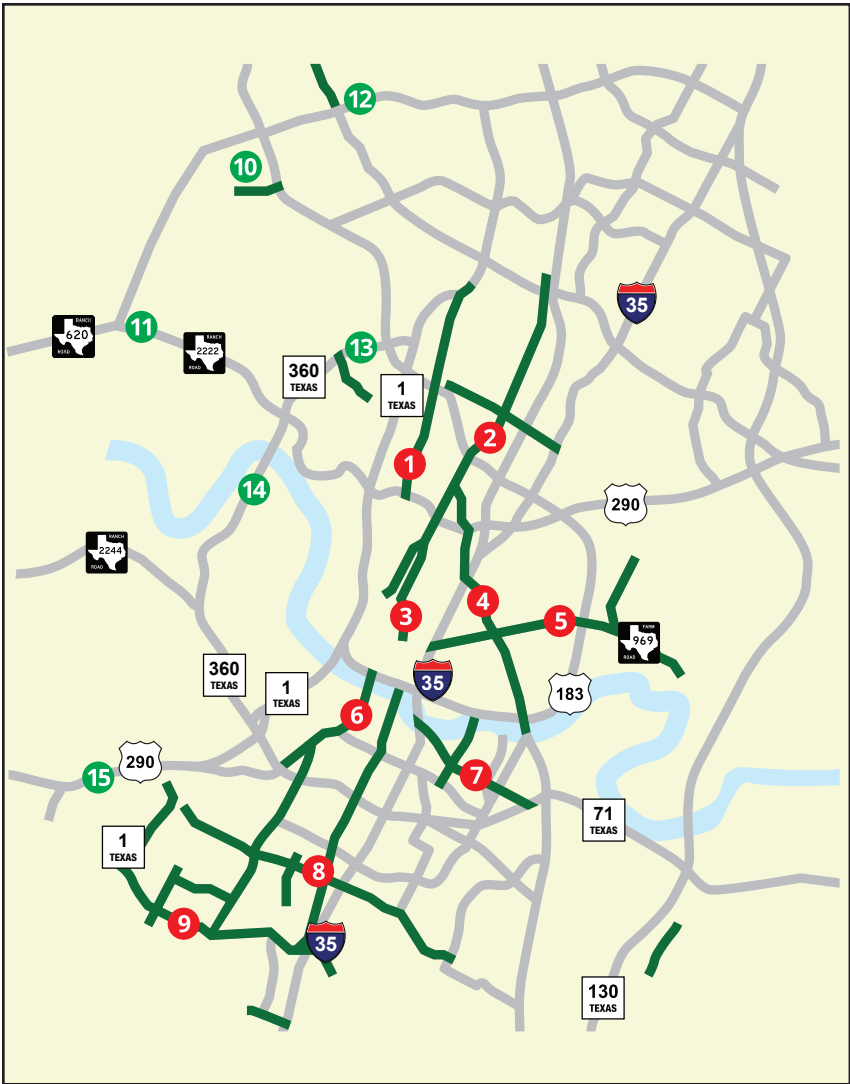 12
10
35
RANCH
620
ROAD
11
RANCH
2222
ROAD
13
360
TEXAS
1
TEXAS
2
1
14
290
RANCH
2244
ROAD
4
3
5
FARM
969
ROAD
360
TEXAS
35
1
TEXAS
183
6
290
15
7
71
TEXAS
1
TEXAS
8
9
35
130
TEXAS